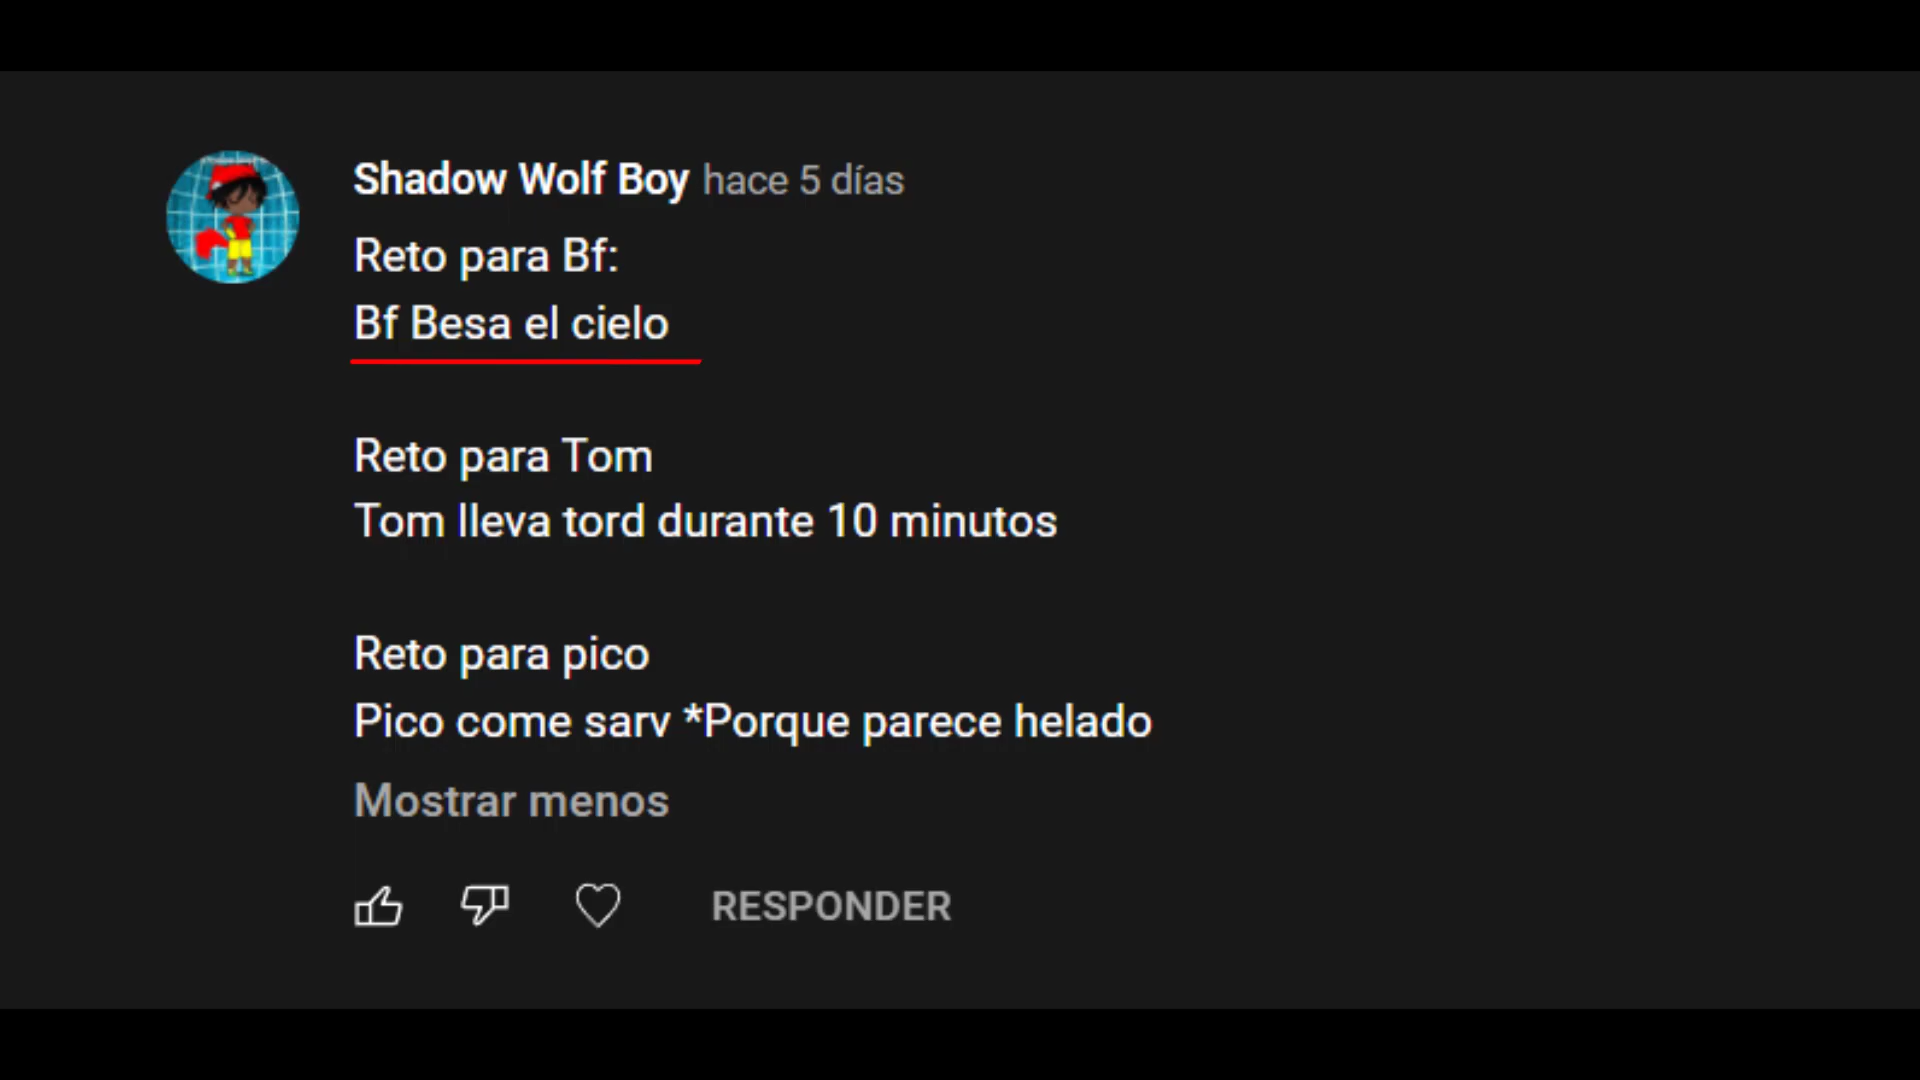 Shadow Wolf Boy hace 5 días
Reto para Bf:
Bf Besa el cielo
Reto para Tom
Tom lleva tord durante 10 minutos
Reto para pico
Pico come sarv *Porque parece helado
Mostrar menos
RESPONDER